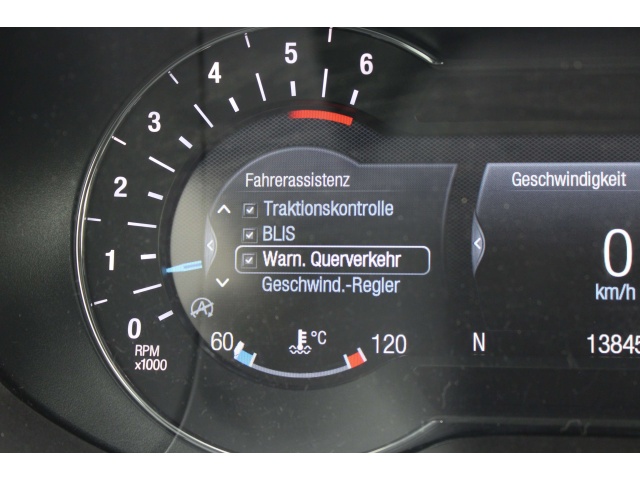 6
5
4
3
2
1
0
RPM
x1000
Fahrerassistenz
Traktionskontrolle
BLIS
Warn. Querverkehr
Geschwind.-Regler
60 °C 120
Geschwindigkeit
0
km/h
N 13845